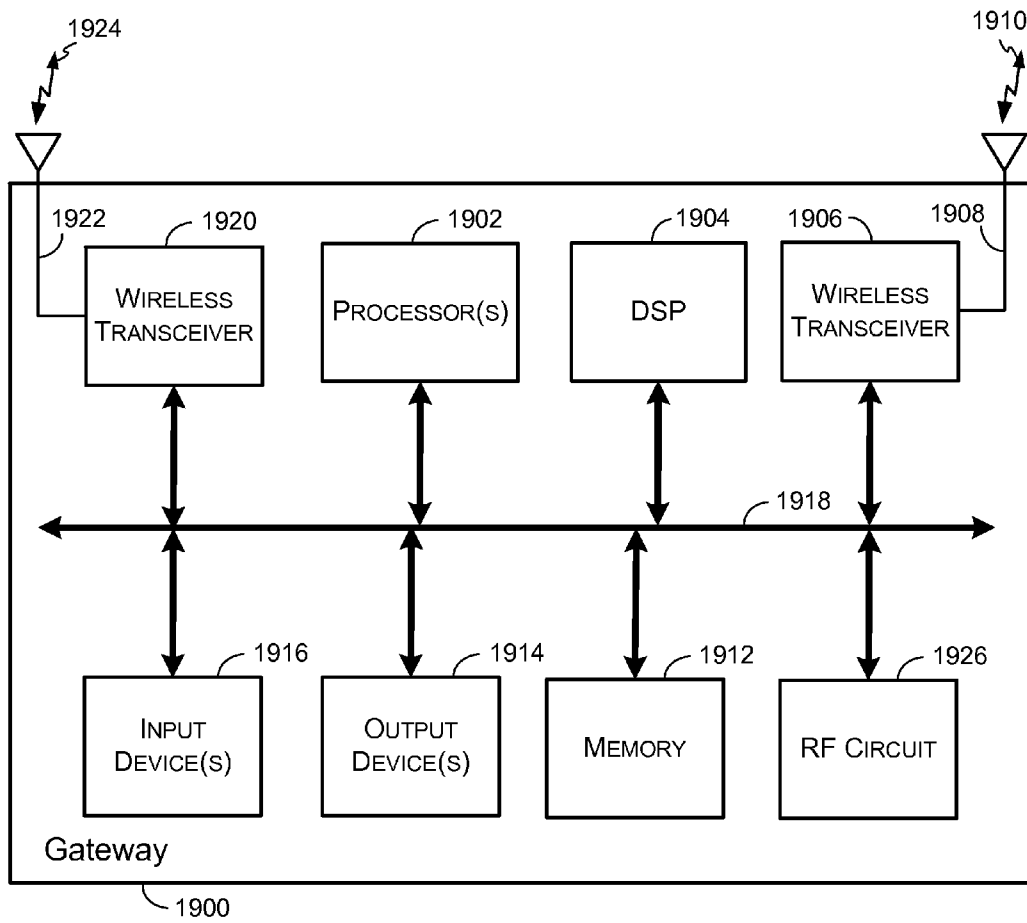 1924
1910
1922
1920
1902
1904
1906
1908
WIRELESS
TRANSCEIVER
PROCESSOR(S)
DSP
WIRELESS
TRANSCEIVER
1918
1916
1914
1912
1926
INPUT
DEVICE(S)
OUTPUT
DEVICE(S)
MEMORY
RF CIRCUIT
Gateway
1900